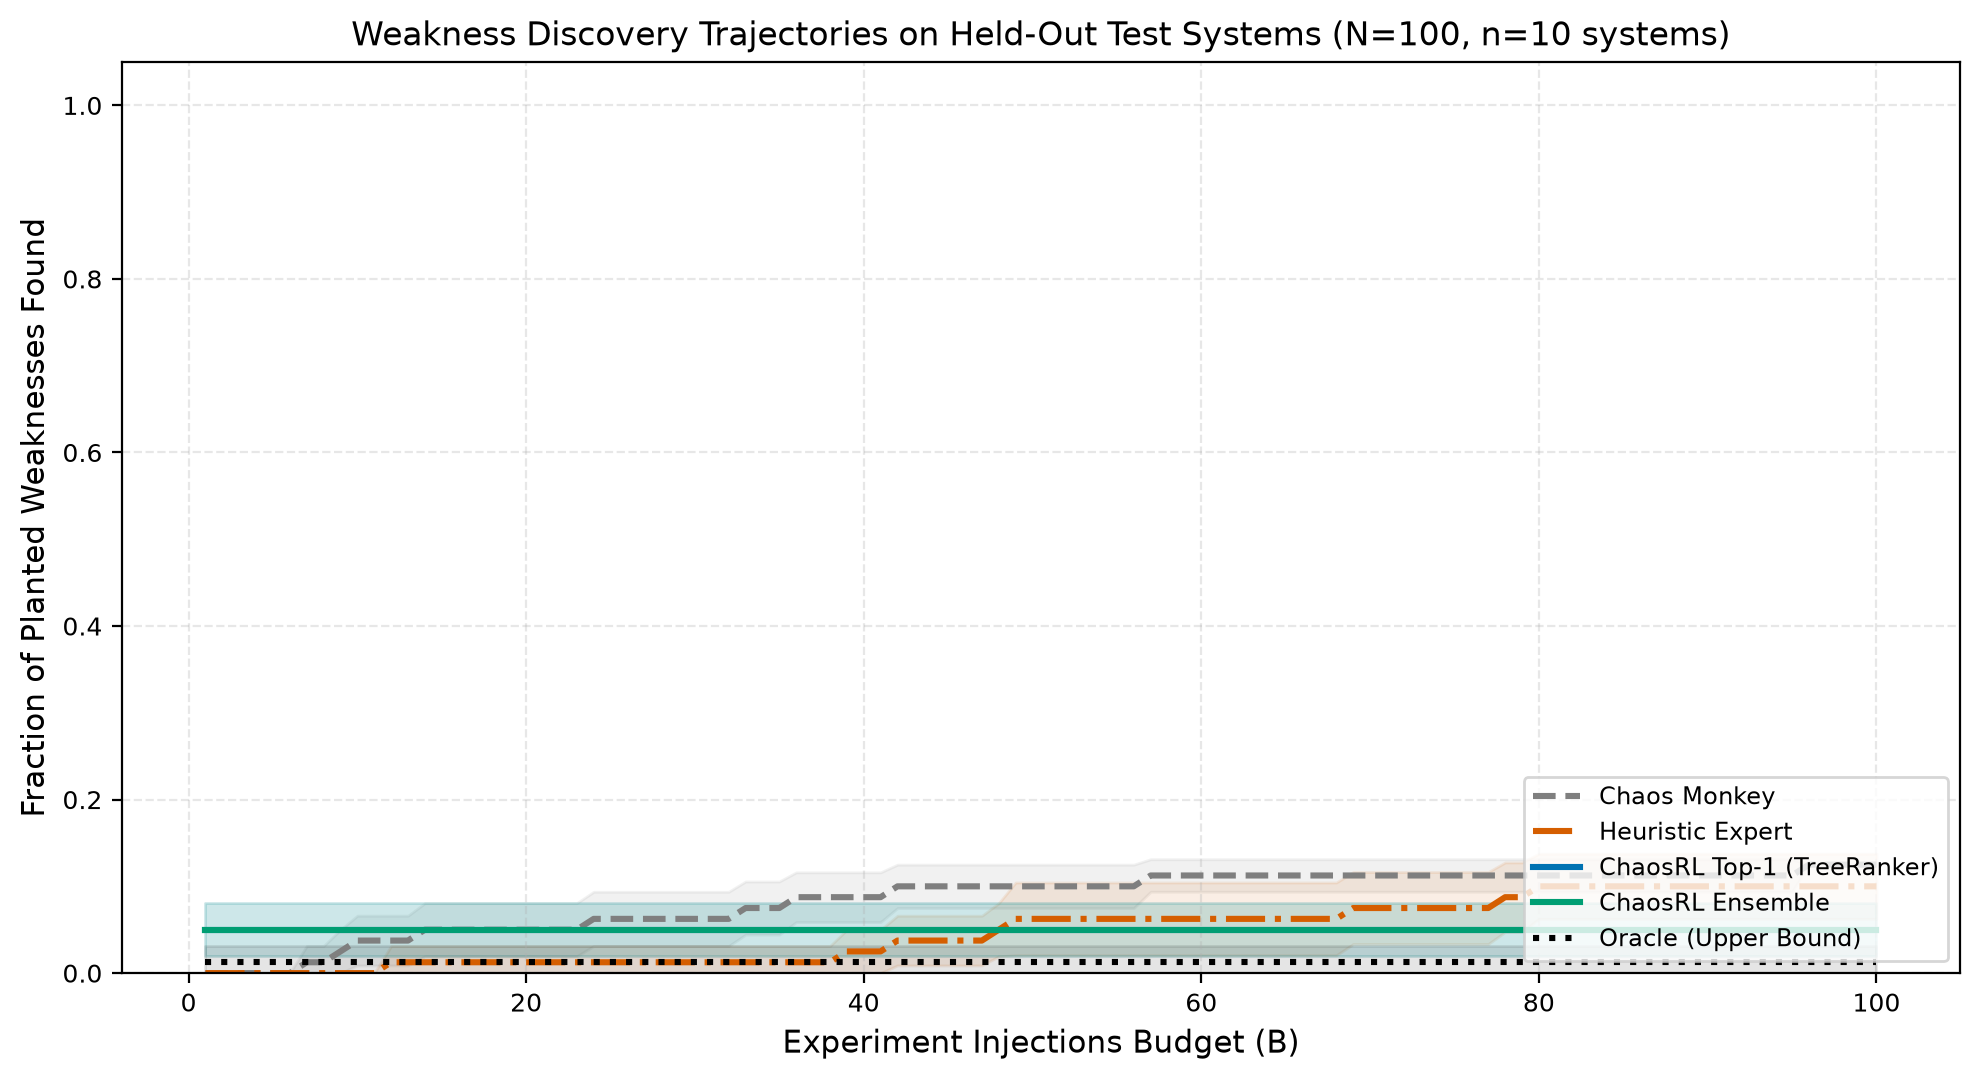 Weakness Discovery Trajectories on Held-Out Test Systems (N=100, n=10 systems)
Fraction of Planted Weaknesses Found
1.0
0.8
0.6
0.4
0.2
0.0
0 20 40 60 80 100
Experiment Injections Budget (B)
Chaos Monkey
Heuristic Expert
ChaosRL Top-1 (TreeRanker)
ChaosRL Ensemble
Oracle (Upper Bound)